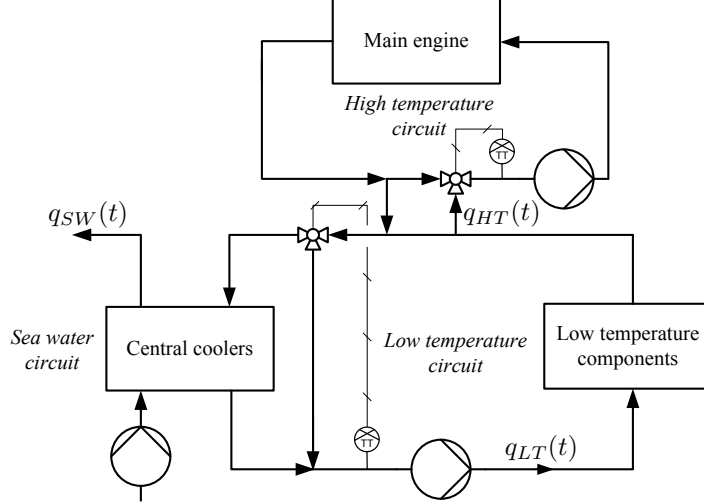 Main engine
High temperature
circuit
TT
q_{SW}(t)
q_{HT}(t)
Sea water
circuit
Central coolers
Low temperature
circuit
Low temperature
components
TT
q_{LT}(t)